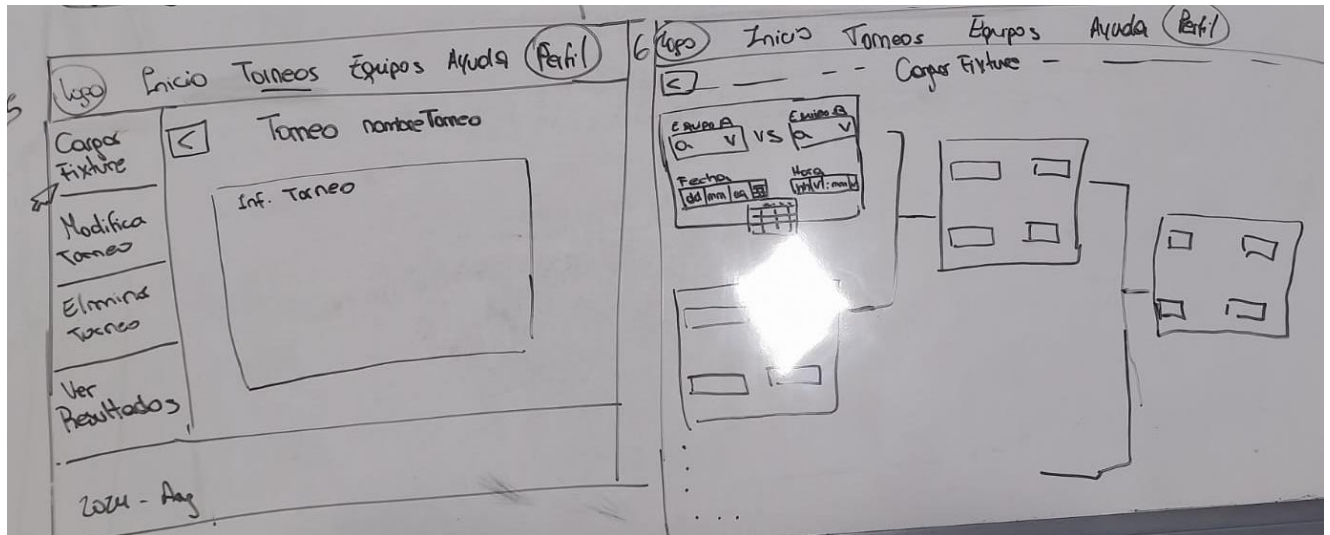 5
logo Inicio Torneos Equipos Ayuda Perfil
Cargar
Fixture
Modifica
Torneo
Elimina
Torneo
Ver
Resultados
<
Torneo nombreTorneo
Inf. Torneo
2024 - Arg
6
logo Inicio Torneos Equipos Ayuda Perfil
<
Cargar Fixture
Equipo A
a V
VS
Equipo B
a V
Fecha
dd mm aa
Hora
hh V : mm V